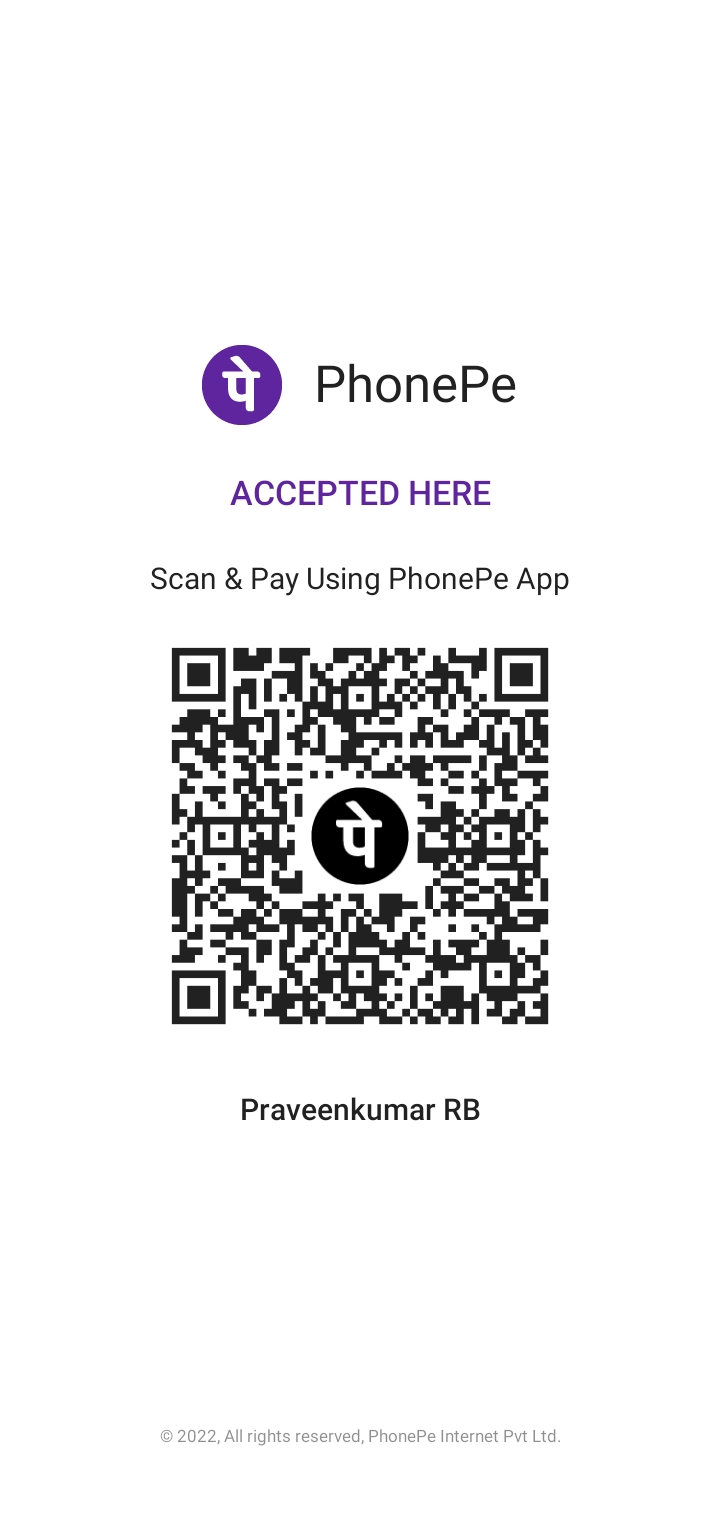 पे PhonePe
ACCEPTED HERE
Scan & Pay Using PhonePe App
पे
Praveenkumar RB
© 2022, All rights reserved, PhonePe Internet Pvt Ltd.